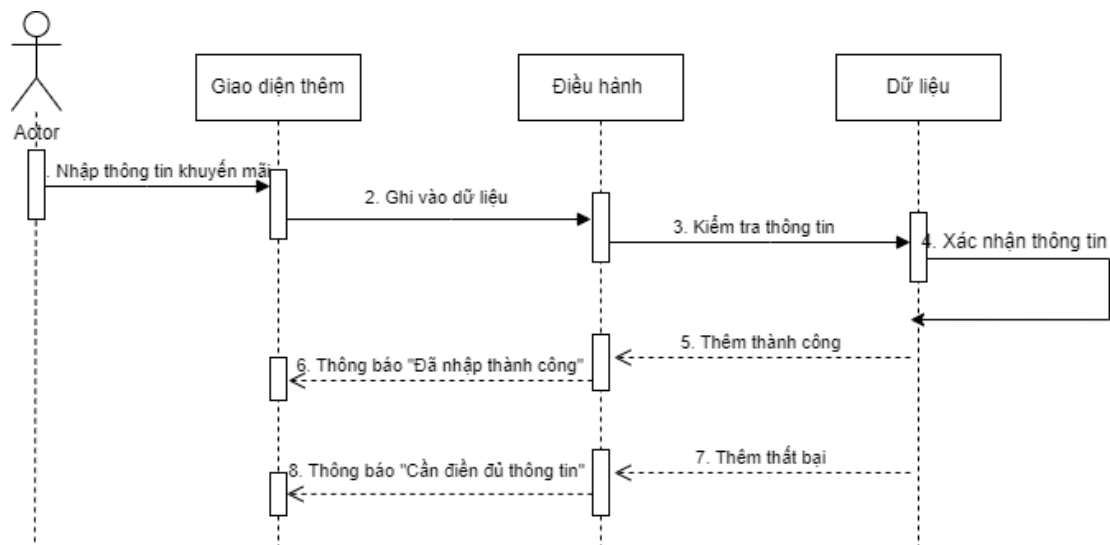 Giao diện thêm
Điều hành
Dữ liệu
Actor
. Nhập thông tin khuyến mãi
2. Ghi vào dữ liệu
3. Kiểm tra thông tin
4. Xác nhận thông tin
5. Thêm thành công
6. Thông báo "Đã nhập thành công"
7. Thêm thất bại
8. Thông báo "Cần điền đủ thông tin"